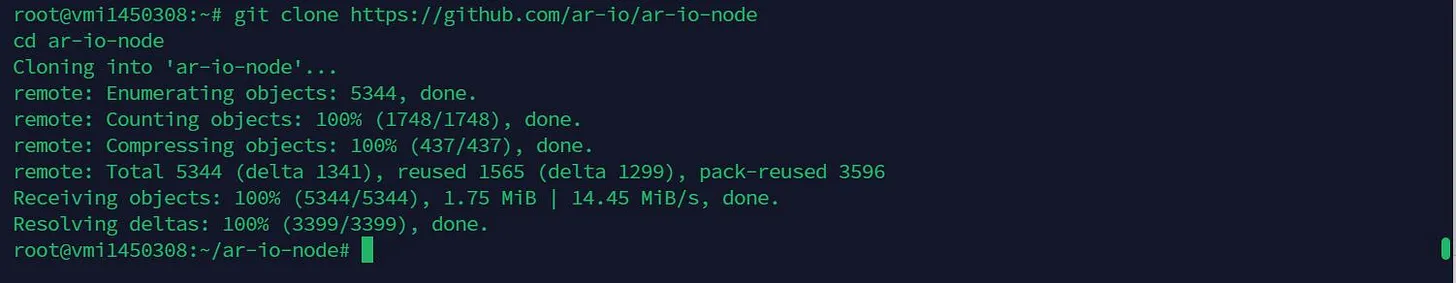 root@vmi1450308:~# git clone https://github.com/ar-io/ar-io-node
cd ar-io-node
Cloning into 'ar-io-node'...
remote: Enumerating objects: 5344, done.
remote: Counting objects: 100% (1748/1748), done.
remote: Compressing objects: 100% (437/437), done.
remote: Total 5344 (delta 1341), reused 1565 (delta 1299), pack-reused 3596
Receiving objects: 100% (5344/5344), 1.75 MiB | 14.45 MiB/s, done.
Resolving deltas: 100% (3399/3399), done.
root@vmi1450308:~/ar-io-node#